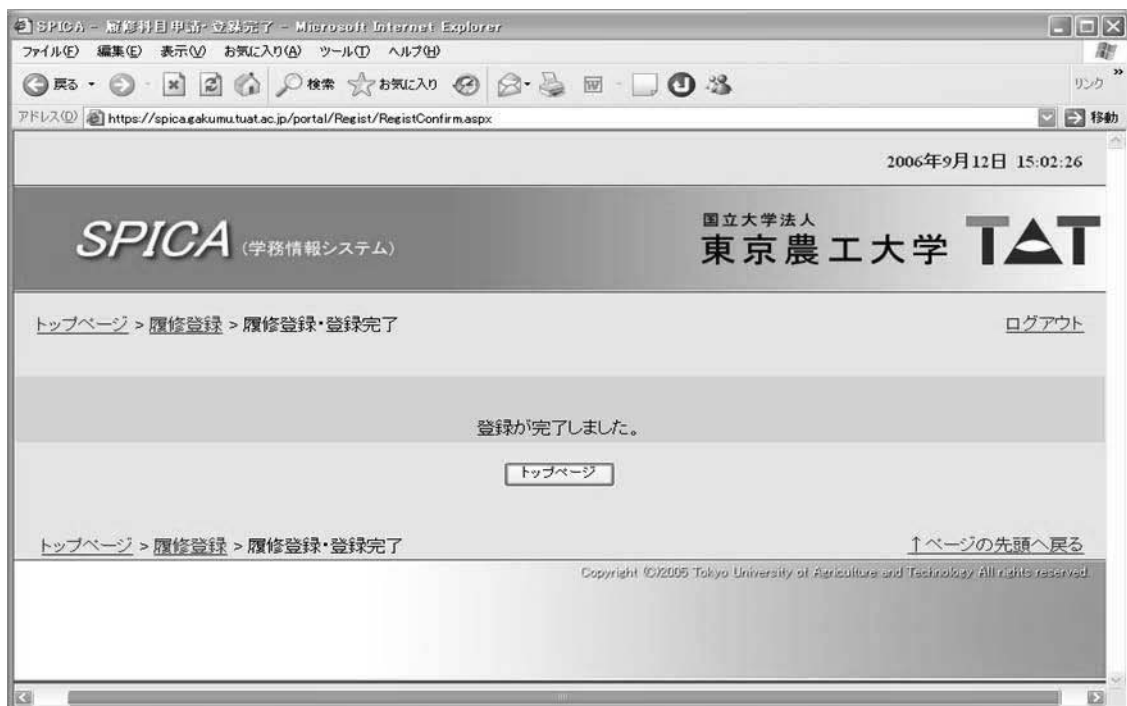 SPICA - 履修科目申請・登録完了 - Microsoft Internet Explorer
ファイル(F) 編集(E) 表示(V) お気に入り(A) ツール(T) ヘルプ(H)
戻る 検索 お気に入り リンク
アドレス(D) https://spica.gakumu.tuat.ac.jp/portal/Regist/RegistConfirm.aspx 移動
2006年9月12日 15:02:26
SPICA (学務情報システム)
国立大学法人
東京農工大学 TAT
トップページ > 履修登録 > 履修登録・登録完了 ログアウト
登録が完了しました。
トップページ
トップページ > 履修登録 > 履修登録・登録完了 ↑ページの先頭へ戻る
Copyright (C)2005 Tokyo University of Agriculture and Technology All rights reserved.